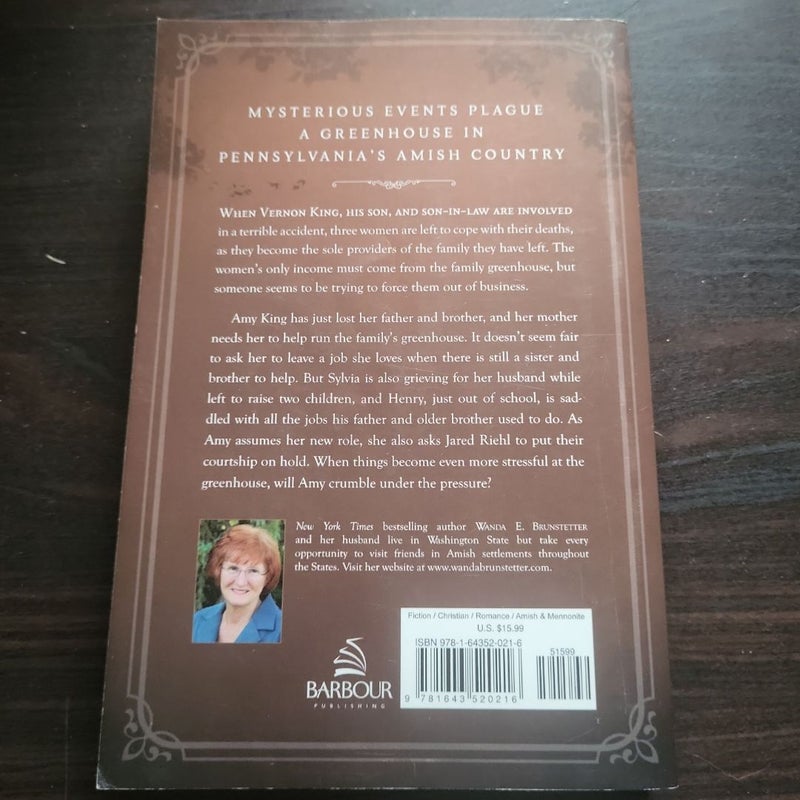 MYSTERIOUS EVENTS PLAGUE
A GREENHOUSE IN
PENNSYLVANIA'S AMISH COUNTRY
WHEN VERNON KING, HIS SON, AND SON-IN-LAW ARE INVOLVED
in a terrible accident, three women are left to cope with their deaths,
as they become the sole providers of the family they have left. The
women's only income must come from the family greenhouse, but
someone seems to be trying to force them out of business.
Amy King has just lost her father and brother, and her mother
needs her to help run the family's greenhouse. It doesn't seem fair
to ask her to leave a job she loves when there is still a sister and
brother to help. But Sylvia is also grieving for her husband while
left to raise two children, and Henry, just out of school, is sad-
dled with all the jobs his father and older brother used to do. As
Amy assumes her new role, she also asks Jared Riehl to put their
courtship on hold. When things become even more stressful at the
greenhouse, will Amy crumble under the pressure?
New York Times bestselling author WANDA E. BRUNSTETTER
and her husband live in Washington State but take every
opportunity to visit friends in Amish settlements throughout
the States. Visit her website at www.wandabrunstetter.com.
Fiction / Christian / Romance / Amish & Mennonite
U.S. $15.99
ISBN 978-1-64352-021-6
51599
9 781643 520216
BARBOUR
PUBLISHING